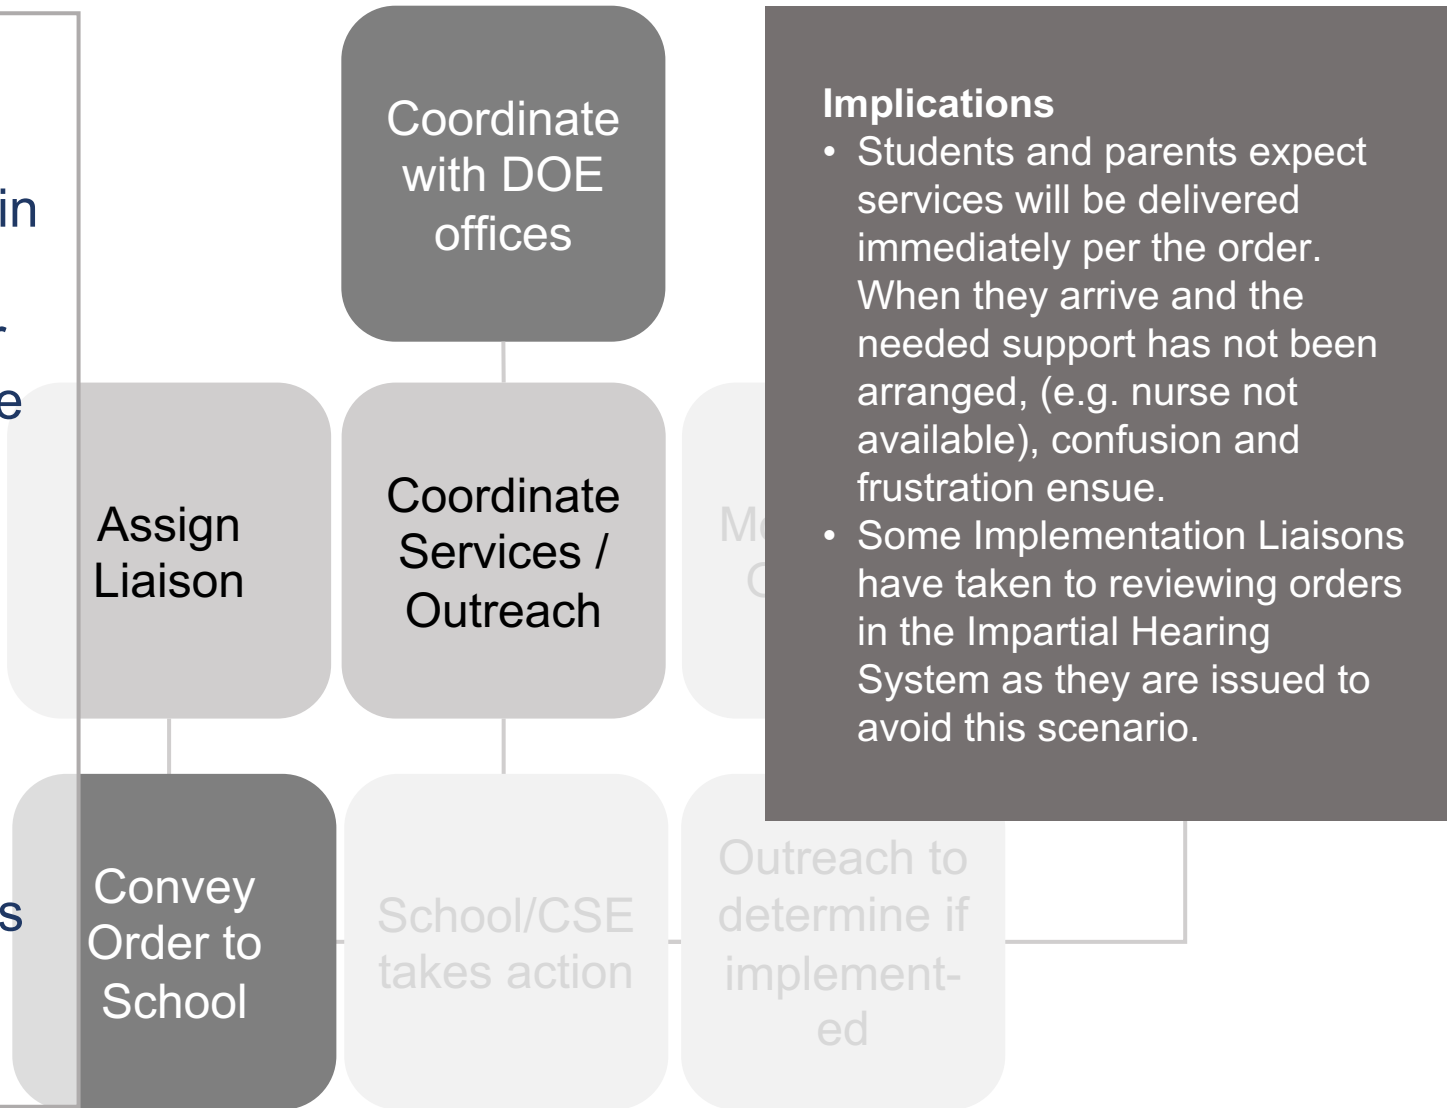 in
r
e
s
Coordinate
with DOE
offices
Assign
Liaison
Coordinate
Services /
Outreach
Convey
Order to
School
School/CSE
takes action
Outreach to
determine if
implement-
ed
Implications
• Students and parents expect
services will be delivered
immediately per the order.
When they arrive and the
needed support has not been
arranged, (e.g. nurse not
available), confusion and
frustration ensue.
• Some Implementation Liaisons
have taken to reviewing orders
in the Impartial Hearing
System as they are issued to
avoid this scenario.